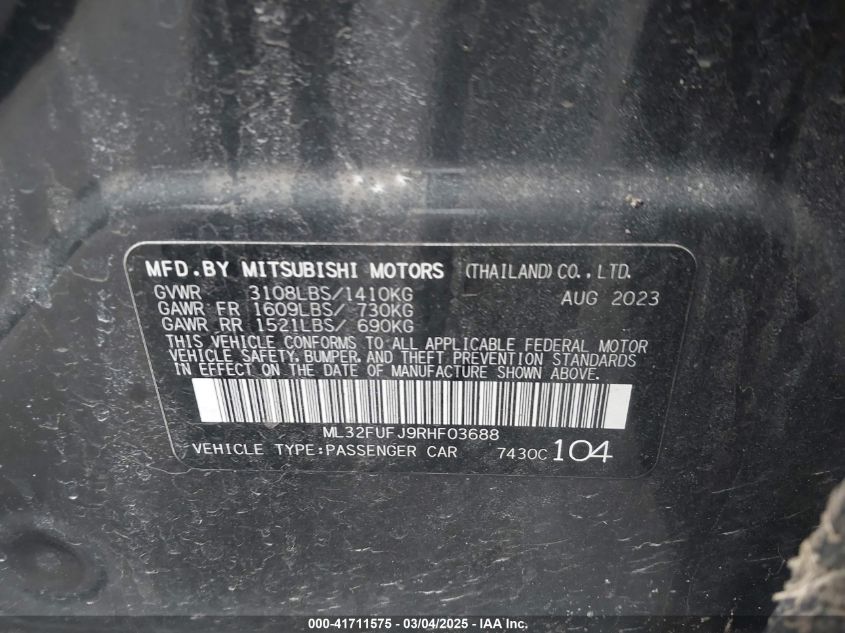 MFD.BY MITSUBISHI MOTORS (THAILAND)CO.,LTD.
GVWR 3108LBS/1410KG AUG 2023
GAWR FR 1609LBS/ 730KG
GAWR RR 1521LBS/ 690KG
THIS VEHICLE CONFORMS TO ALL APPLICABLE FEDERAL MOTOR
VEHICLE SAFETY, BUMPER, AND THEFT PREVENTION STANDARDS
IN EFFECT ON THE DATE OF MANUFACTURE SHOWN ABOVE.
ML32FUFJ9RHF03688
VEHICLE TYPE:PASSENGER CAR 7430C 104
000-41711575 — 03/04/2025 - IAA Inc.